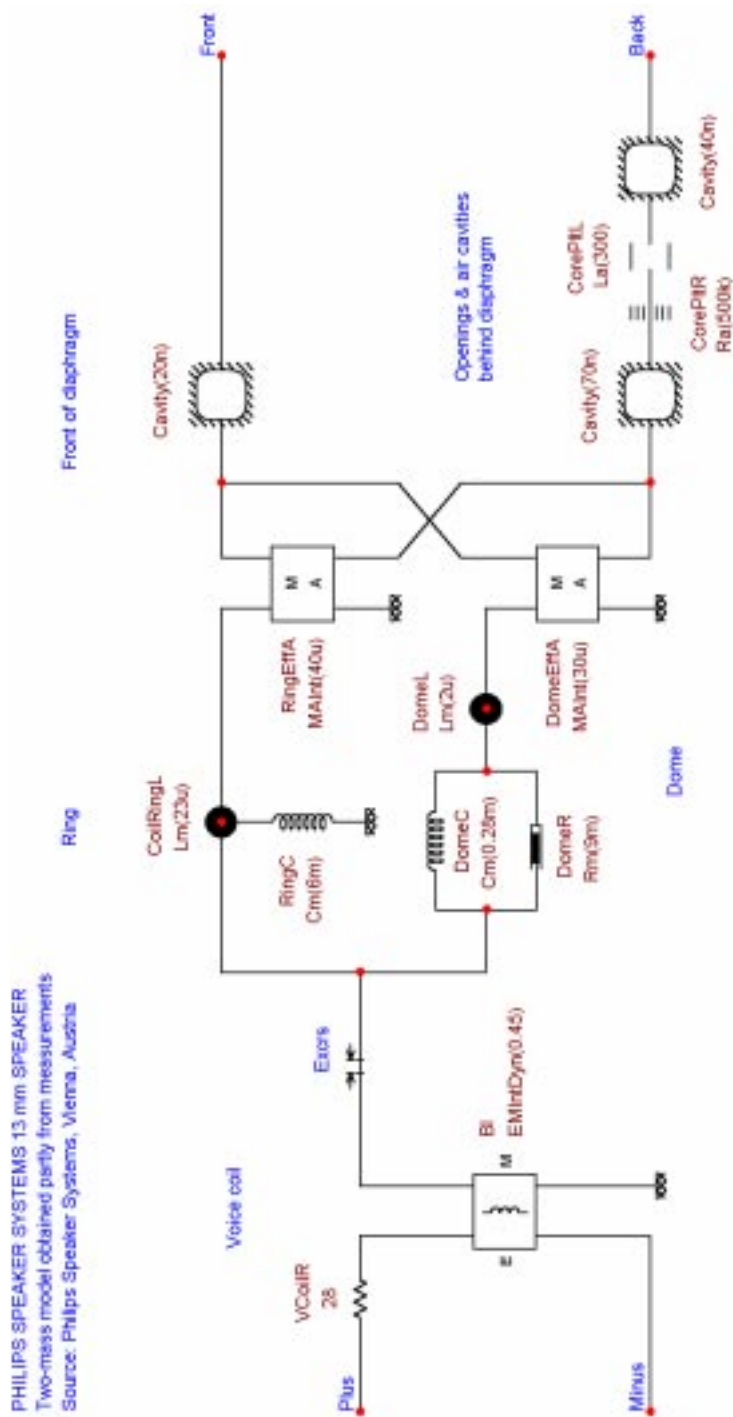 PHILIPS SPEAKER SYSTEMS 13 mm SPEAKER
Two-mass model obtained partly from measurements
Source: Philips Speaker Systems, Vienna, Austria
Voice coil
Ring
Front of diaphragm
Plus
VCoilR
28
E
M
Bl
EMIntDyn(0.45)
Minus
Excrs
CoilRingL
Lm(23u)
RingC
Cm(6m)
RingEffA
MAInt(40u)
M
A
DomeC
Cm(0.28m)
DomeR
Rm(9m)
DomeL
Lm(2u)
DomeEffA
MAInt(30u)
M
A
Dome
Cavity(20n)
Front
Openings & air cavities
behind diaphragm
Cavity(70n)
CorePltL
La(300)
CorePltR
Ra(500k)
Cavity(40n)
Back